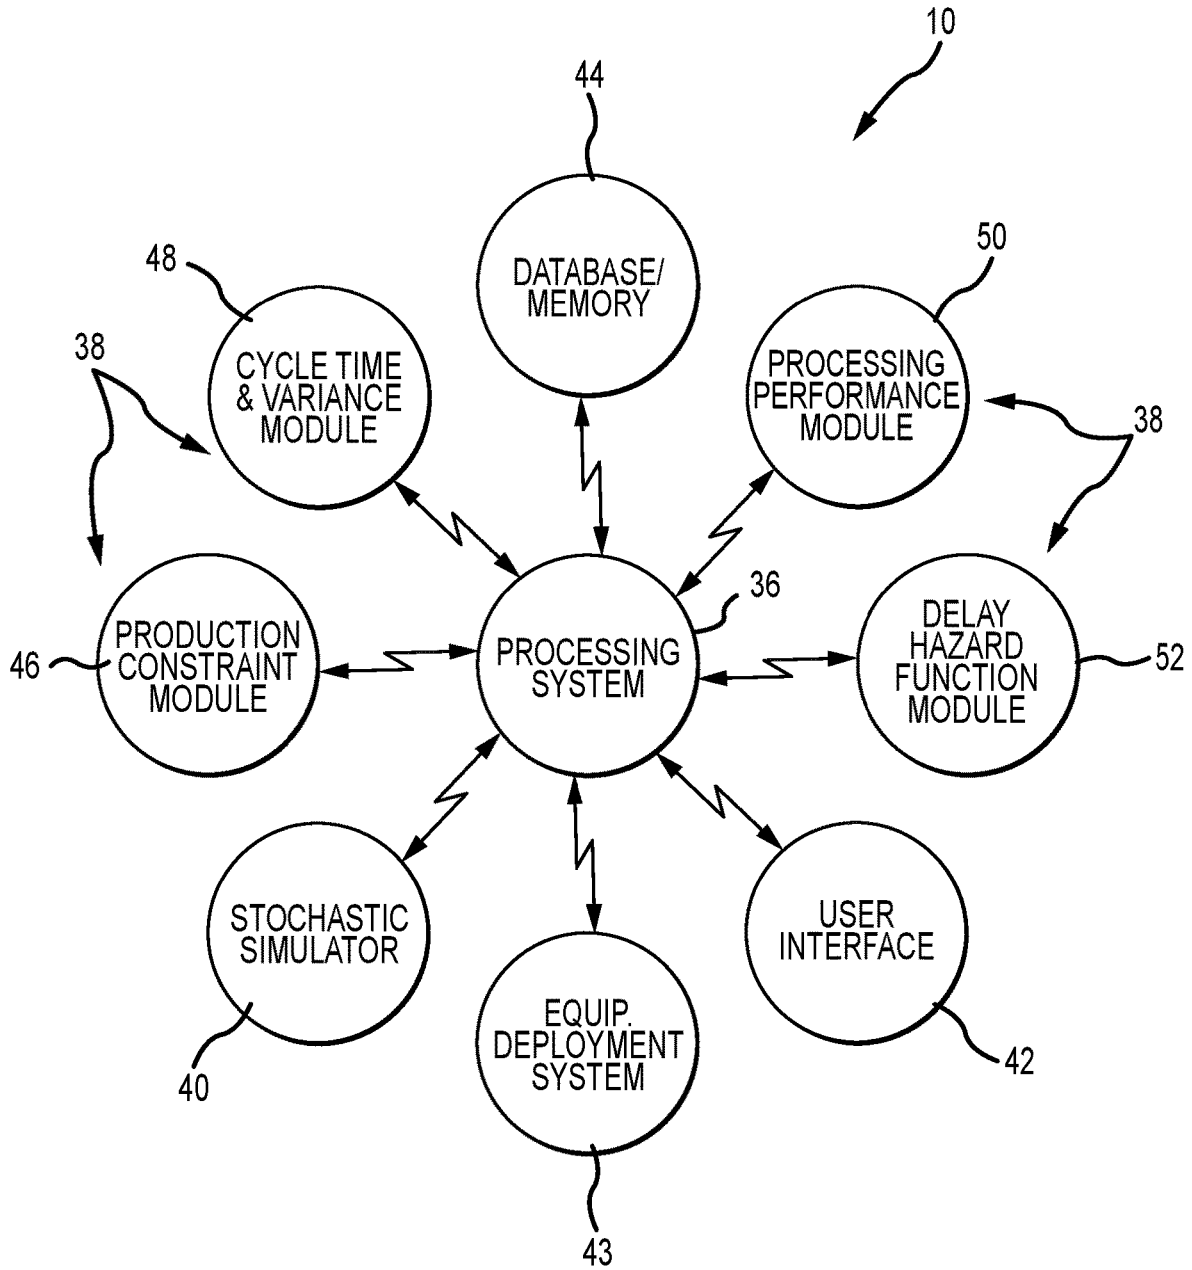 10
44
DATABASE/
MEMORY
48
CYCLE TIME
& VARIANCE
MODULE
50
PROCESSING
PERFORMANCE
MODULE
38
38
PRODUCTION
CONSTRAINT
MODULE
46
PROCESSING
SYSTEM
36
DELAY
HAZARD
FUNCTION
MODULE
52
STOCHASTIC
SIMULATOR
40
EQUIP.
DEPLOYMENT
SYSTEM
43
USER
INTERFACE
42